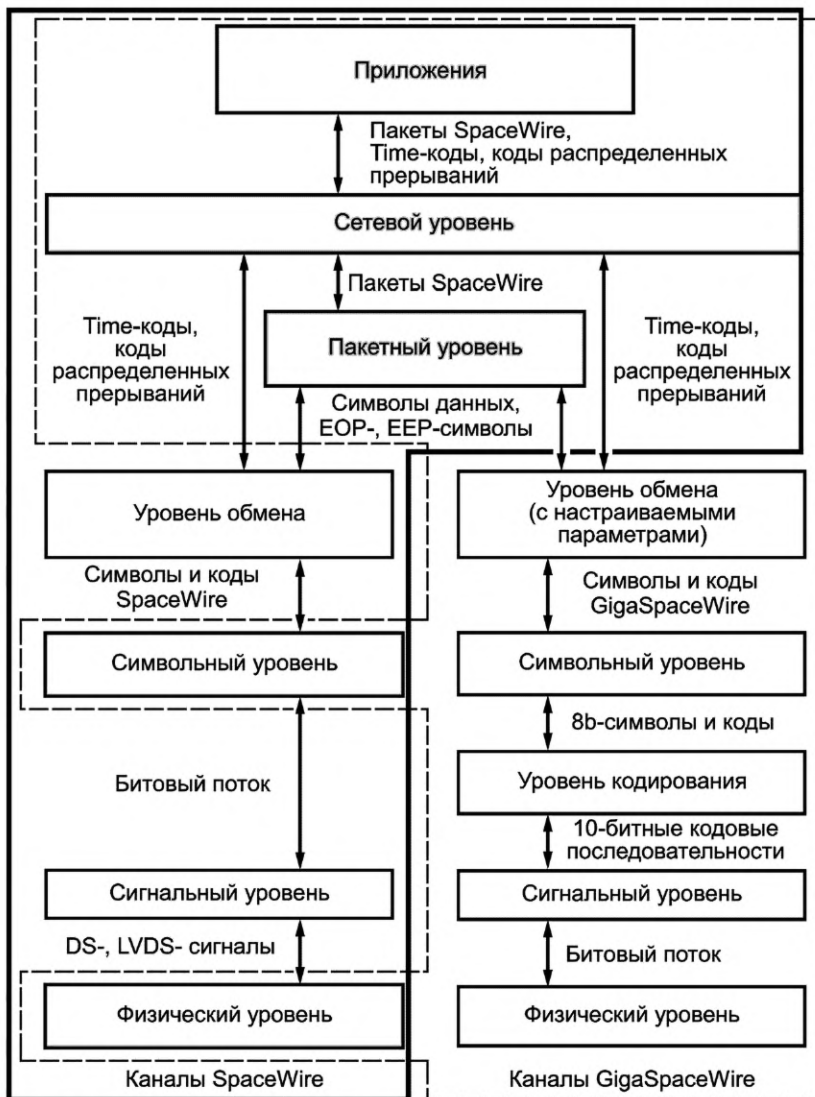 Приложения
Пакеты SpaceWire,
Time-коды, коды распределенных
прерываний
Сетевой уровень
Пакеты SpaceWire
Time-коды,
коды
распределенных
прерываний
Time-коды,
коды
распределенных
прерываний
Пакетный уровень
Символы данных,
EOP-, EEP-символы
Уровень обмена
Уровень обмена
(с настраиваемыми
параметрами)
Символы и коды
SpaceWire
Символы и коды
GigaSpaceWire
Символьный уровень
Символьный уровень
8b-символы и коды
Битовый поток
Уровень кодирования
10-битные кодовые
последовательности
Сигнальный уровень
Сигнальный уровень
DS-, LVDS- сигналы
Битовый поток
Физический уровень
Физический уровень
Каналы SpaceWire
Каналы GigaSpaceWire